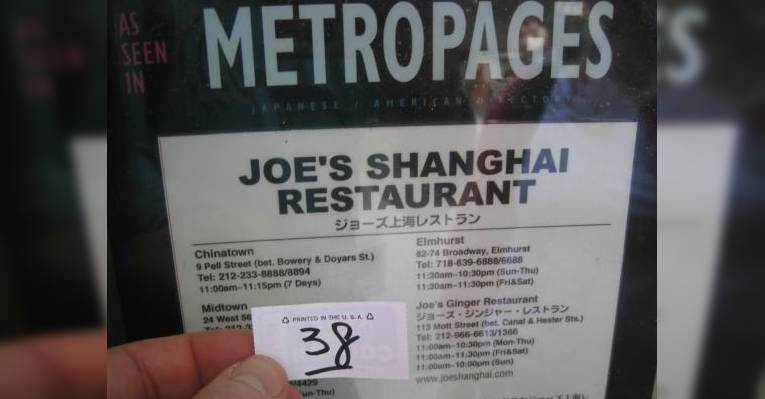 AS
SEEN
IN
METROPAGES
JAPANESE / AMERICAN DIRECTORY
JOE'S SHANGHAI
RESTAURANT
ジョーズ上海レストラン
Chinatown
9 Pell Street (bet. Bowery & Doyars St.)
Tel: 212-233-8888/8894
11:00am–11:15pm (7 Days)
Midtown
24 West 56
Elmhurst
82-74 Broadway, Elmhurst
Tel: 718-639-6888/6688
11:30am–10:30pm (Sun-Thu)
11:30am–11:30pm (Fri&Sat)
Joe's Ginger Restaurant
ジョーズ・ジンジャー・レストラン
113 Mott Street (bet. Canal & Hester Sts.)
Tel: 212-966-6613/1366
11:00am–10:30pm (Mon-Thu)
11:00am–11:30pm (Fri&Sat)
11:00am–10:00pm (Sun)
www.joeshanghai.com
PRINTED IN THE U.S.A.
38
/4429